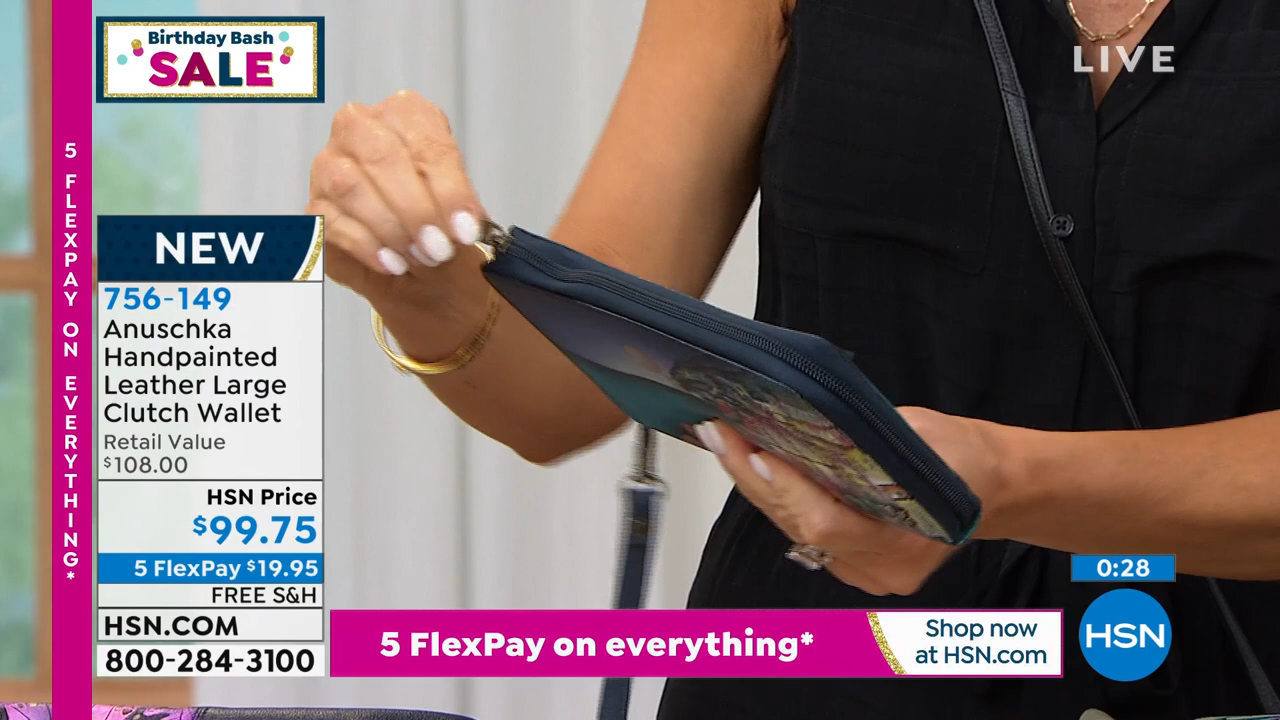 Birthday Bash
SALE
LIVE
5 FLEXPAY ON EVERYTHING*
NEW
756-149
Anuschka
Handpainted
Leather Large
Clutch Wallet
Retail Value
$108.00
HSN Price
$99.75
5 FlexPay $19.95
FREE S&H
HSN.COM
800-284-3100
5 FlexPay on everything*
Shop now
at HSN.com
0:28
HSN